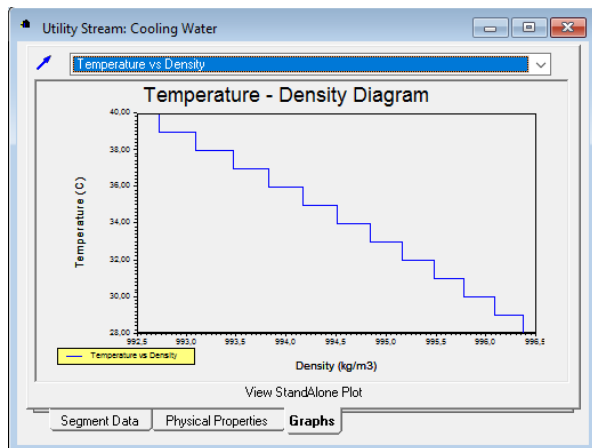 Utility Stream: Cooling Water
Temperature vs Density
Temperature - Density Diagram
40,00
38,00
36,00
34,00
32,00
30,00
28,00
Temperature (C)
992,5 993,0 993,5 994,0 994,5 995,0 995,5 996,0 996,5
Temperature vs Density
Density (kg/m3)
View StandAlone Plot
Segment Data Physical Properties Graphs